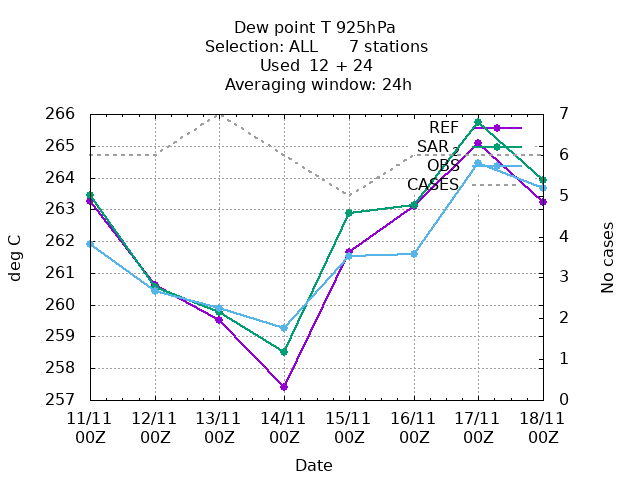 Dew point T 925hPa
Selection: ALL 7 stations
Used 12 + 24
Averaging window: 24h
266
265
264
263
262
261
260
259
258
257
7
6
5
4
3
2
1
0
REF
SAR 2
OBS
CASES
deg C
No cases
11/11 12/11 13/11 14/11 15/11 16/11 17/11 18/11
00Z 00Z 00Z 00Z 00Z 00Z 00Z 00Z
Date